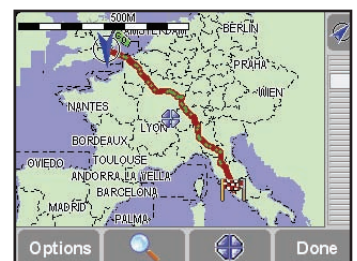 500M
AMSTERDAM
BERLIN
PRAHA
WIEN
NANTES
LYON
BORDEAUX
OVIEDO
TOULOUSE
ANDORRA LA VELLA
BARCELONA
MADRID
PALMA
Options
Done